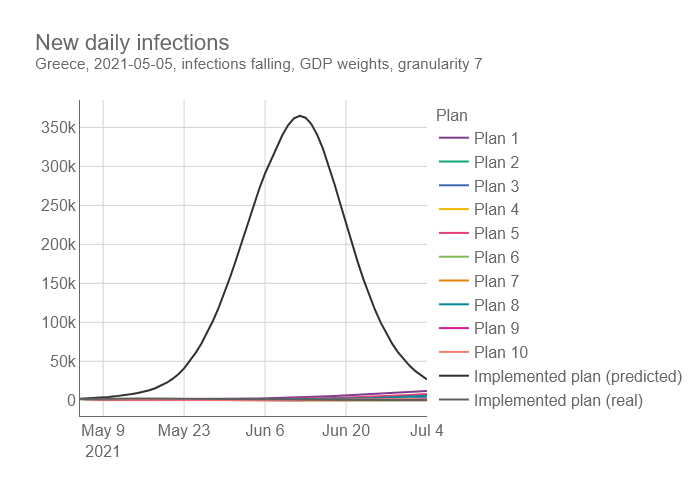 New daily infections
Greece, 2021-05-05, infections falling, GDP weights, granularity 7
350k
300k
250k
200k
150k
100k
50k
0
May 9
2021
May 23
Jun 6
Jun 20
Jul 4
Plan
Plan 1
Plan 2
Plan 3
Plan 4
Plan 5
Plan 6
Plan 7
Plan 8
Plan 9
Plan 10
Implemented plan (predicted)
Implemented plan (real)